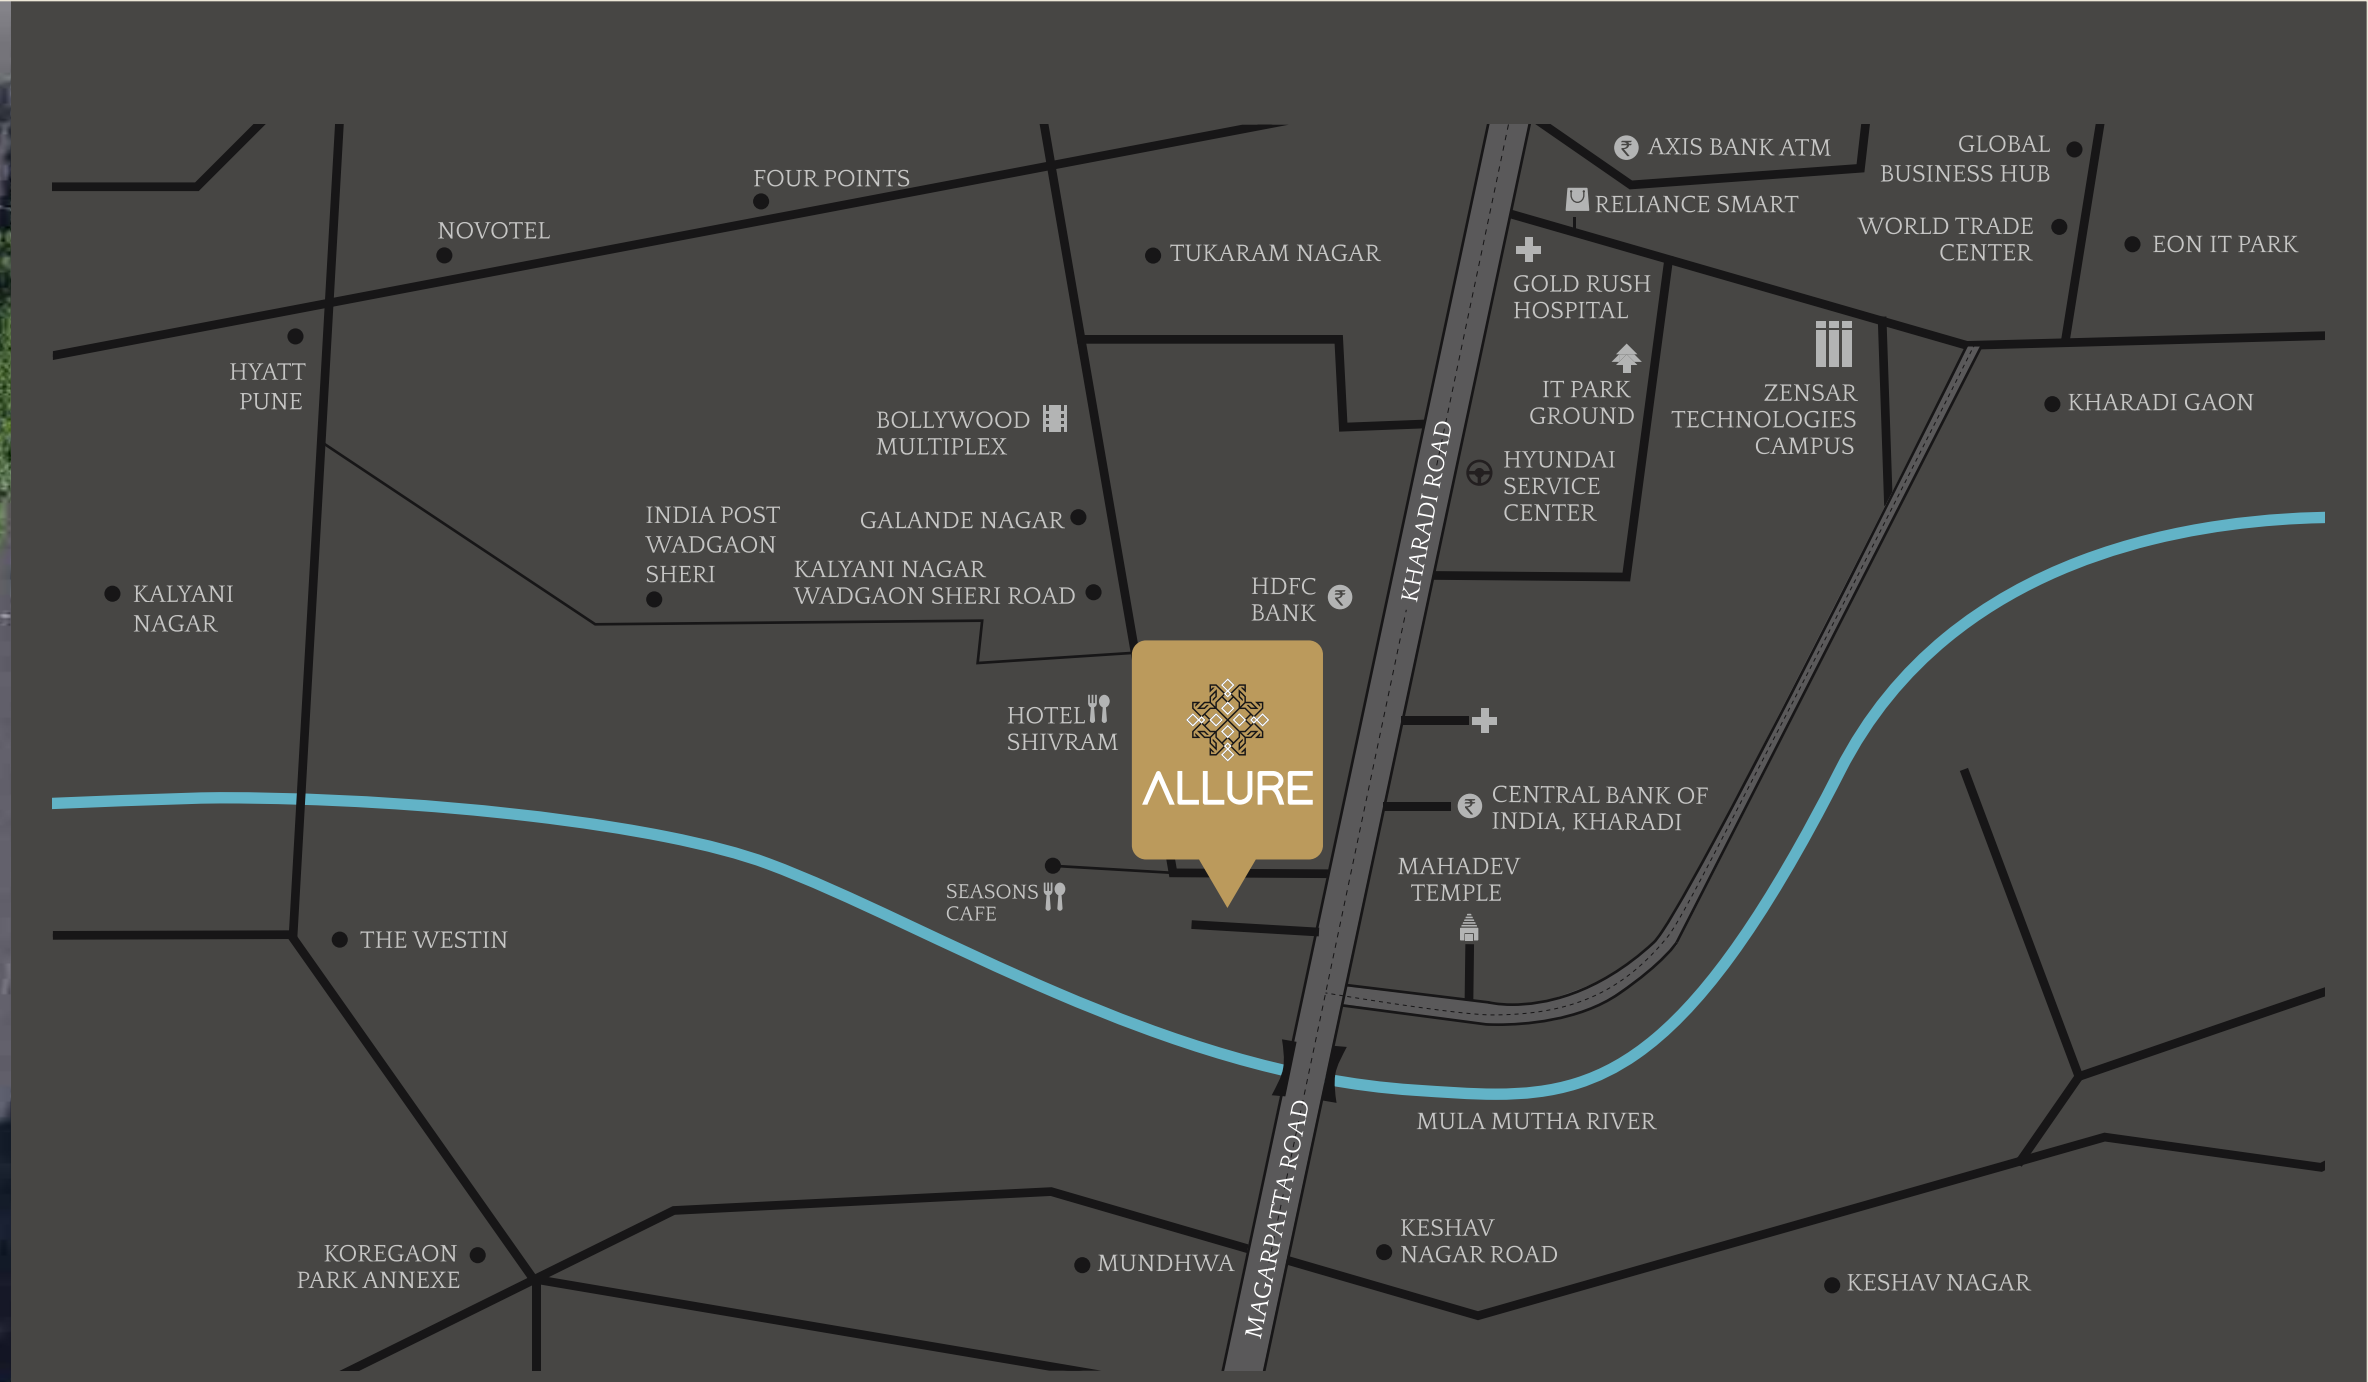 AXIS BANK ATM
GLOBAL
BUSINESS HUB
FOUR POINTS
RELIANCE SMART
NOVOTEL
WORLD TRADE
CENTER
EON IT PARK
TUKARAM NAGAR
GOLD RUSH
HOSPITAL
HYATT
PUNE
IT PARK
GROUND
ZENSAR
TECHNOLOGIES
CAMPUS
KHARADI GAON
BOLLYWOOD
MULTIPLEX
KHARADI ROAD
HYUNDAI
SERVICE
CENTER
INDIA POST
WADGAON
SHERI
GALANDE NAGAR
KALYANI NAGAR
WADGAON SHERI ROAD
HDFC
BANK
KALYANI
NAGAR
HOTEL
SHIVRAM
ALLURE
CENTRAL BANK OF
INDIA, KHARADI
MAHADEV
TEMPLE
SEASONS
CAFE
THE WESTIN
MULA MUTHA RIVER
MAGARPATTA ROAD
KOREGAON
PARK ANNEXE
MUNDHWA
KESHAV
NAGAR ROAD
KESHAV NAGAR